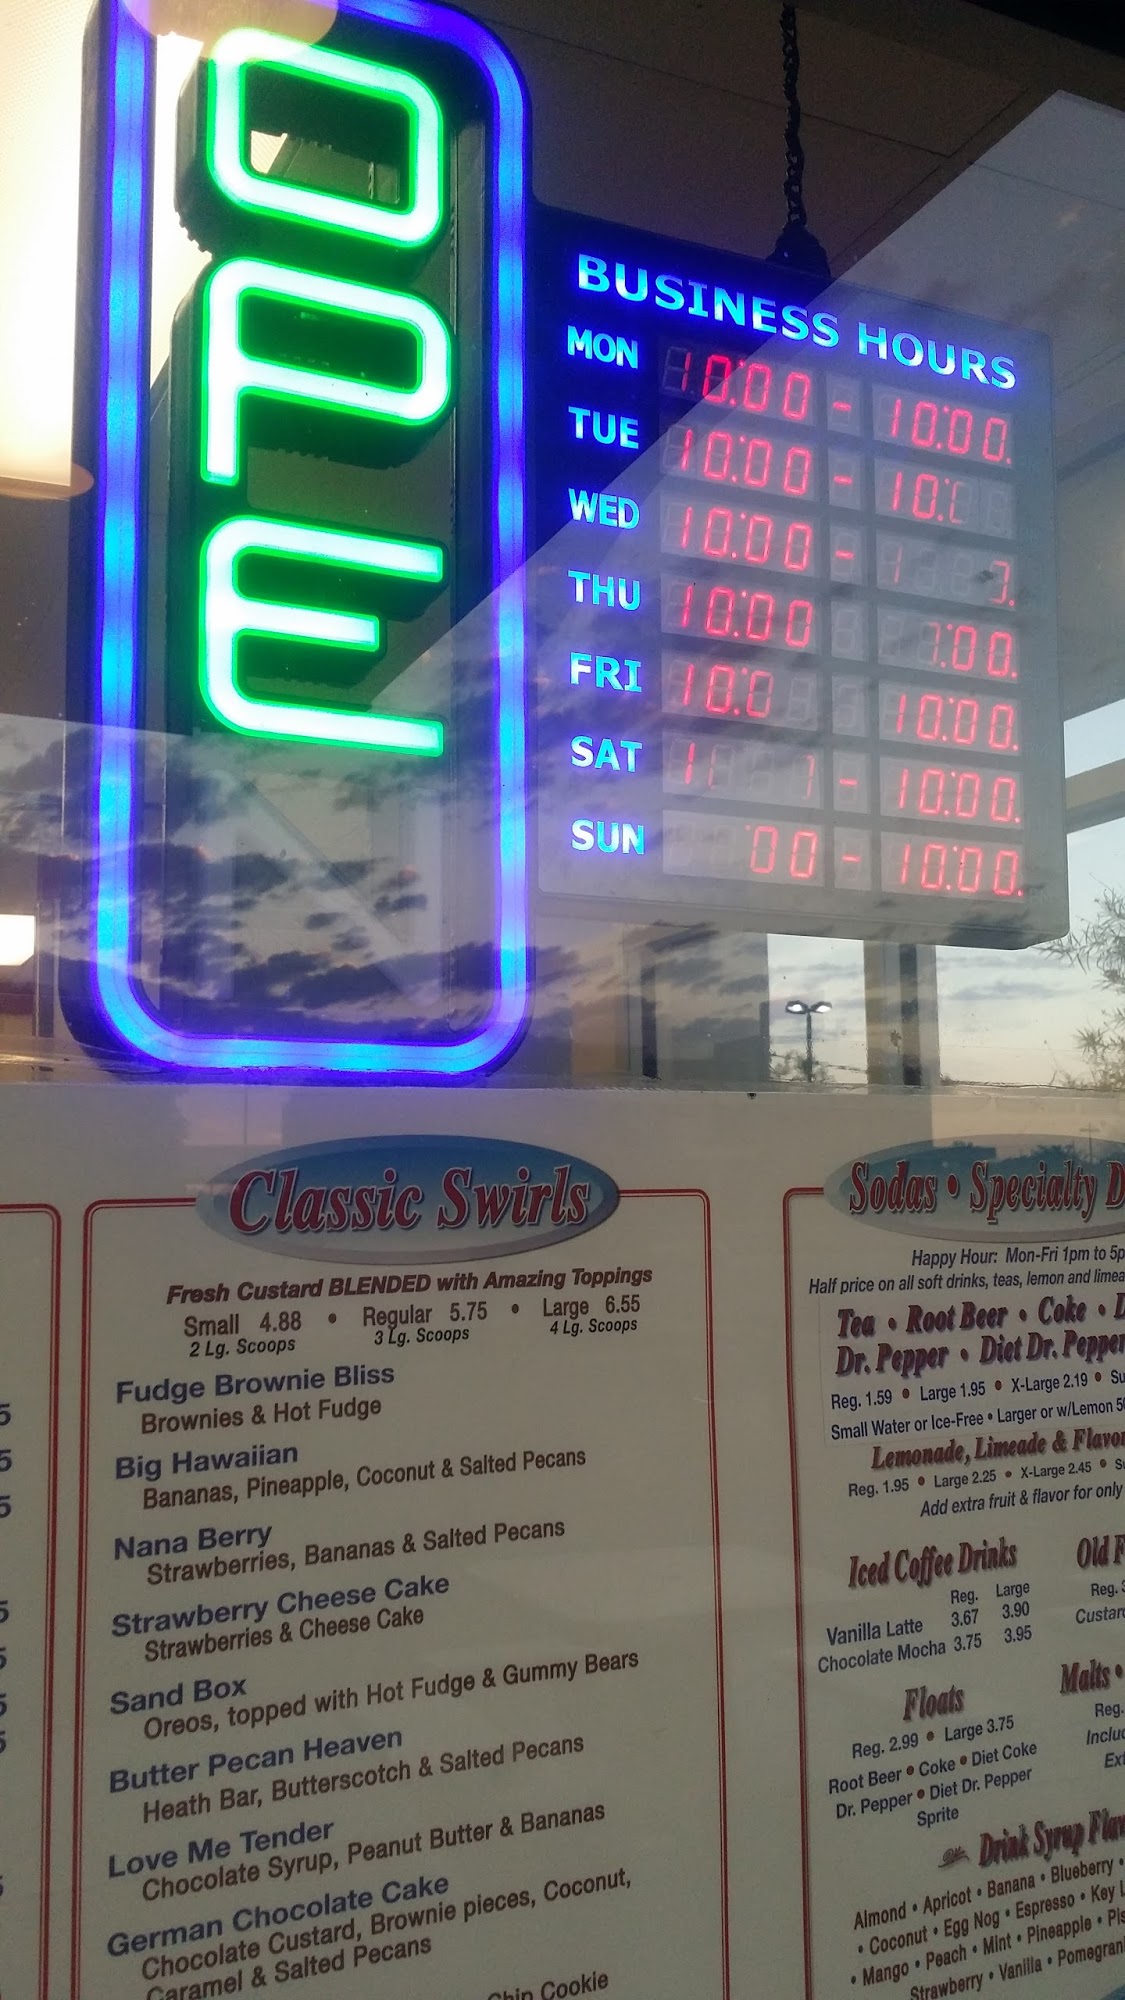 OPE
BUSINESS HOURS
MON 10:00 - 10:00
TUE 10:00 -
WED 10:00 -
THU 10:00
FRI 10:00
SAT - 10:00
SUN - 10:00
Classic Swirls
Fresh Custard BLENDED with Amazing Toppings
Small 4.88 • Regular 5.75 • Large 6.55
2 Lg. Scoops 3 Lg. Scoops 4 Lg. Scoops
Fudge Brownie Bliss
Brownies & Hot Fudge
Big Hawaiian
Bananas, Pineapple, Coconut & Salted Pecans
Nana Berry
Strawberries, Bananas & Salted Pecans
Strawberry Cheese Cake
Strawberries & Cheese Cake
Sand Box
Oreos, topped with Hot Fudge & Gummy Bears
Butter Pecan Heaven
Heath Bar, Butterscotch & Salted Pecans
Love Me Tender
Chocolate Syrup, Peanut Butter & Bananas
German Chocolate Cake
Chocolate Custard, Brownie pieces, Coconut,
Caramel & Salted Pecans
Chip Cookie
Sodas • Specialty
Happy Hour: Mon-Fri 1pm to
Half price on all soft drinks, teas, lemon and
Tea • Root Beer • Coke •
Dr. Pepper • Diet Dr. Pepper
Reg. 1.59 • Large 1.95 • X-Large 2.19 •
Small Water or Ice-Free • Larger or w/Lemon
Lemonade, Limeade &
Reg. 1.95 • Large 2.25 • X-Large 2.45 •
Add extra fruit & flavor for only
Iced Coffee Drinks
Reg. Large
Vanilla Latte 3.67 3.90
Chocolate Mocha 3.75 3.95
Old
Reg.
Floats
Reg. 2.99 • Large 3.75
Root Beer • Coke • Diet Coke
Dr. Pepper • Diet Dr. Pepper
Sprite
Malts •
Reg.
Drink Syrup
Almond • Apricot • Banana • Blueberry •
• Coconut • Egg Nog • Espresso • Key
• Mango • Peach • Mint • Pineapple •
Strawberry • Vanilla •